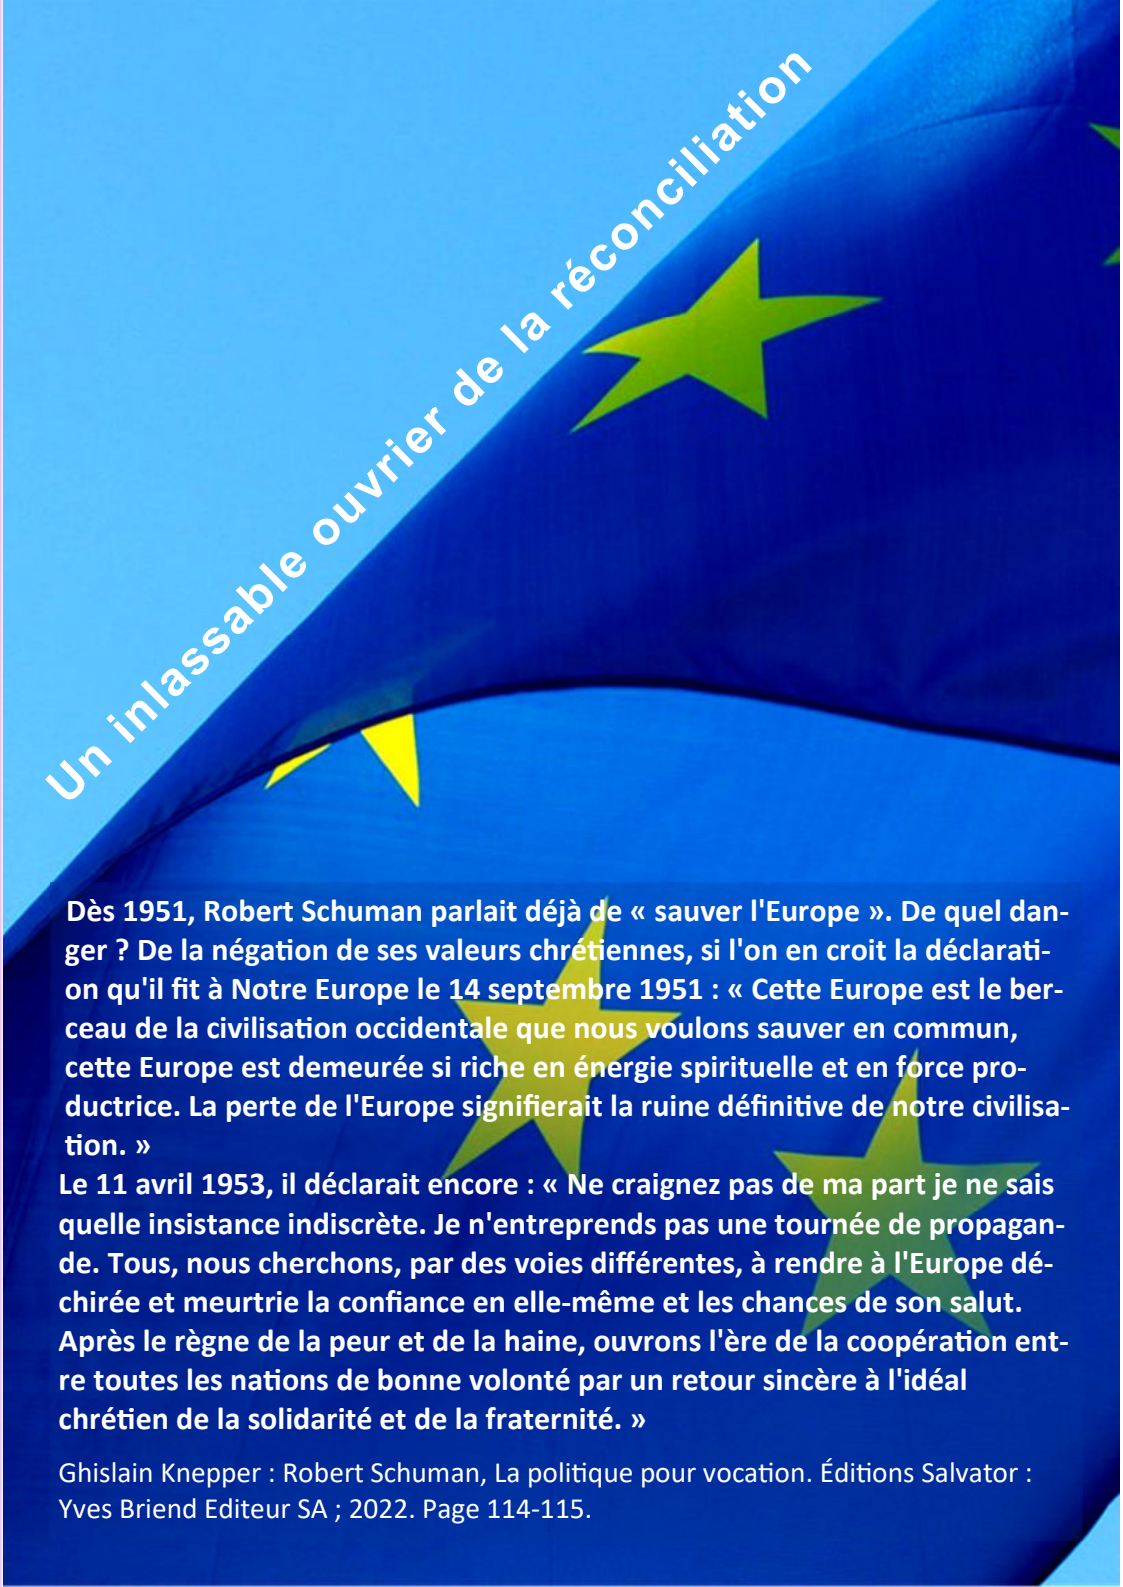 Un inlassable ouvrier de la réconciliation
Dès 1951, Robert Schuman parlait déjà de « sauver l'Europe ». De quel dan-
ger ? De la négation de ses valeurs chrétiennes, si l'on en croit la déclarati-
on qu'il fit à Notre Europe le 14 septembre 1951 : « Cette Europe est le ber-
ceau de la civilisation occidentale que nous voulons sauver en commun,
cette Europe est demeurée si riche en énergie spirituelle et en force pro-
ductrice. La perte de l'Europe signifierait la ruine définitive de notre civilisa-
tion. »
Le 11 avril 1953, il déclarait encore : « Ne craignez pas de ma part je ne sais
quelle insistance indiscrète. Je n'entreprends pas une tournée de propagan-
de. Tous, nous cherchons, par des voies différentes, à rendre à l'Europe dé-
chirée et meurtrie la confiance en elle-même et les chances de son salut.
Après le règne de la peur et de la haine, ouvrons l'ère de la coopération ent-
re toutes les nations de bonne volonté par un retour sincère à l'idéal
chrétien de la solidarité et de la fraternité. »
Ghislain Knepper : Robert Schuman, La politique pour vocation. Éditions Salvator :
Yves Briend Editeur SA ; 2022. Page 114-115.